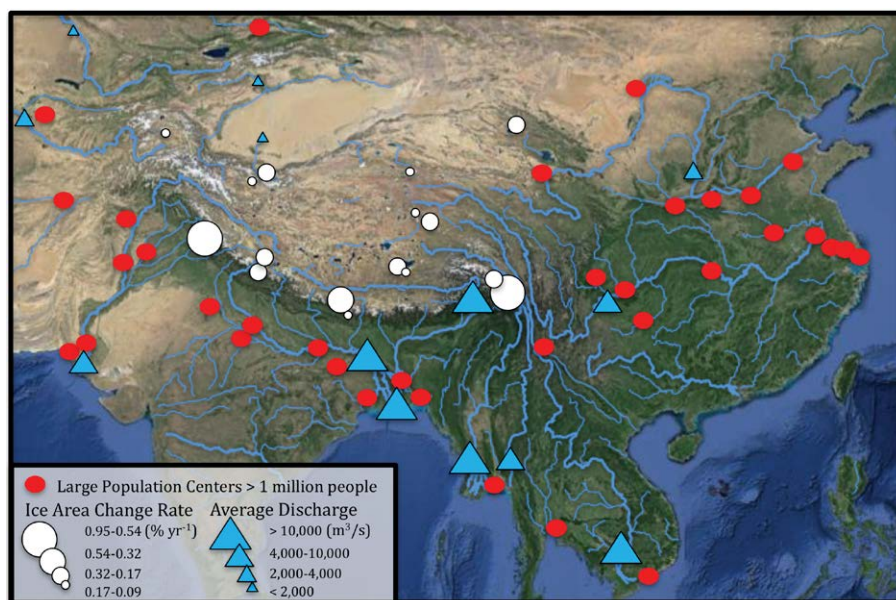 Large Population Centers > 1 million people
Ice Area Change Rate Average Discharge
0.95-0.54 (% yr⁻¹) > 10,000 (m³/s)
0.54-0.32 4,000-10,000
0.32-0.17 2,000-4,000
0.17-0.09 < 2,000